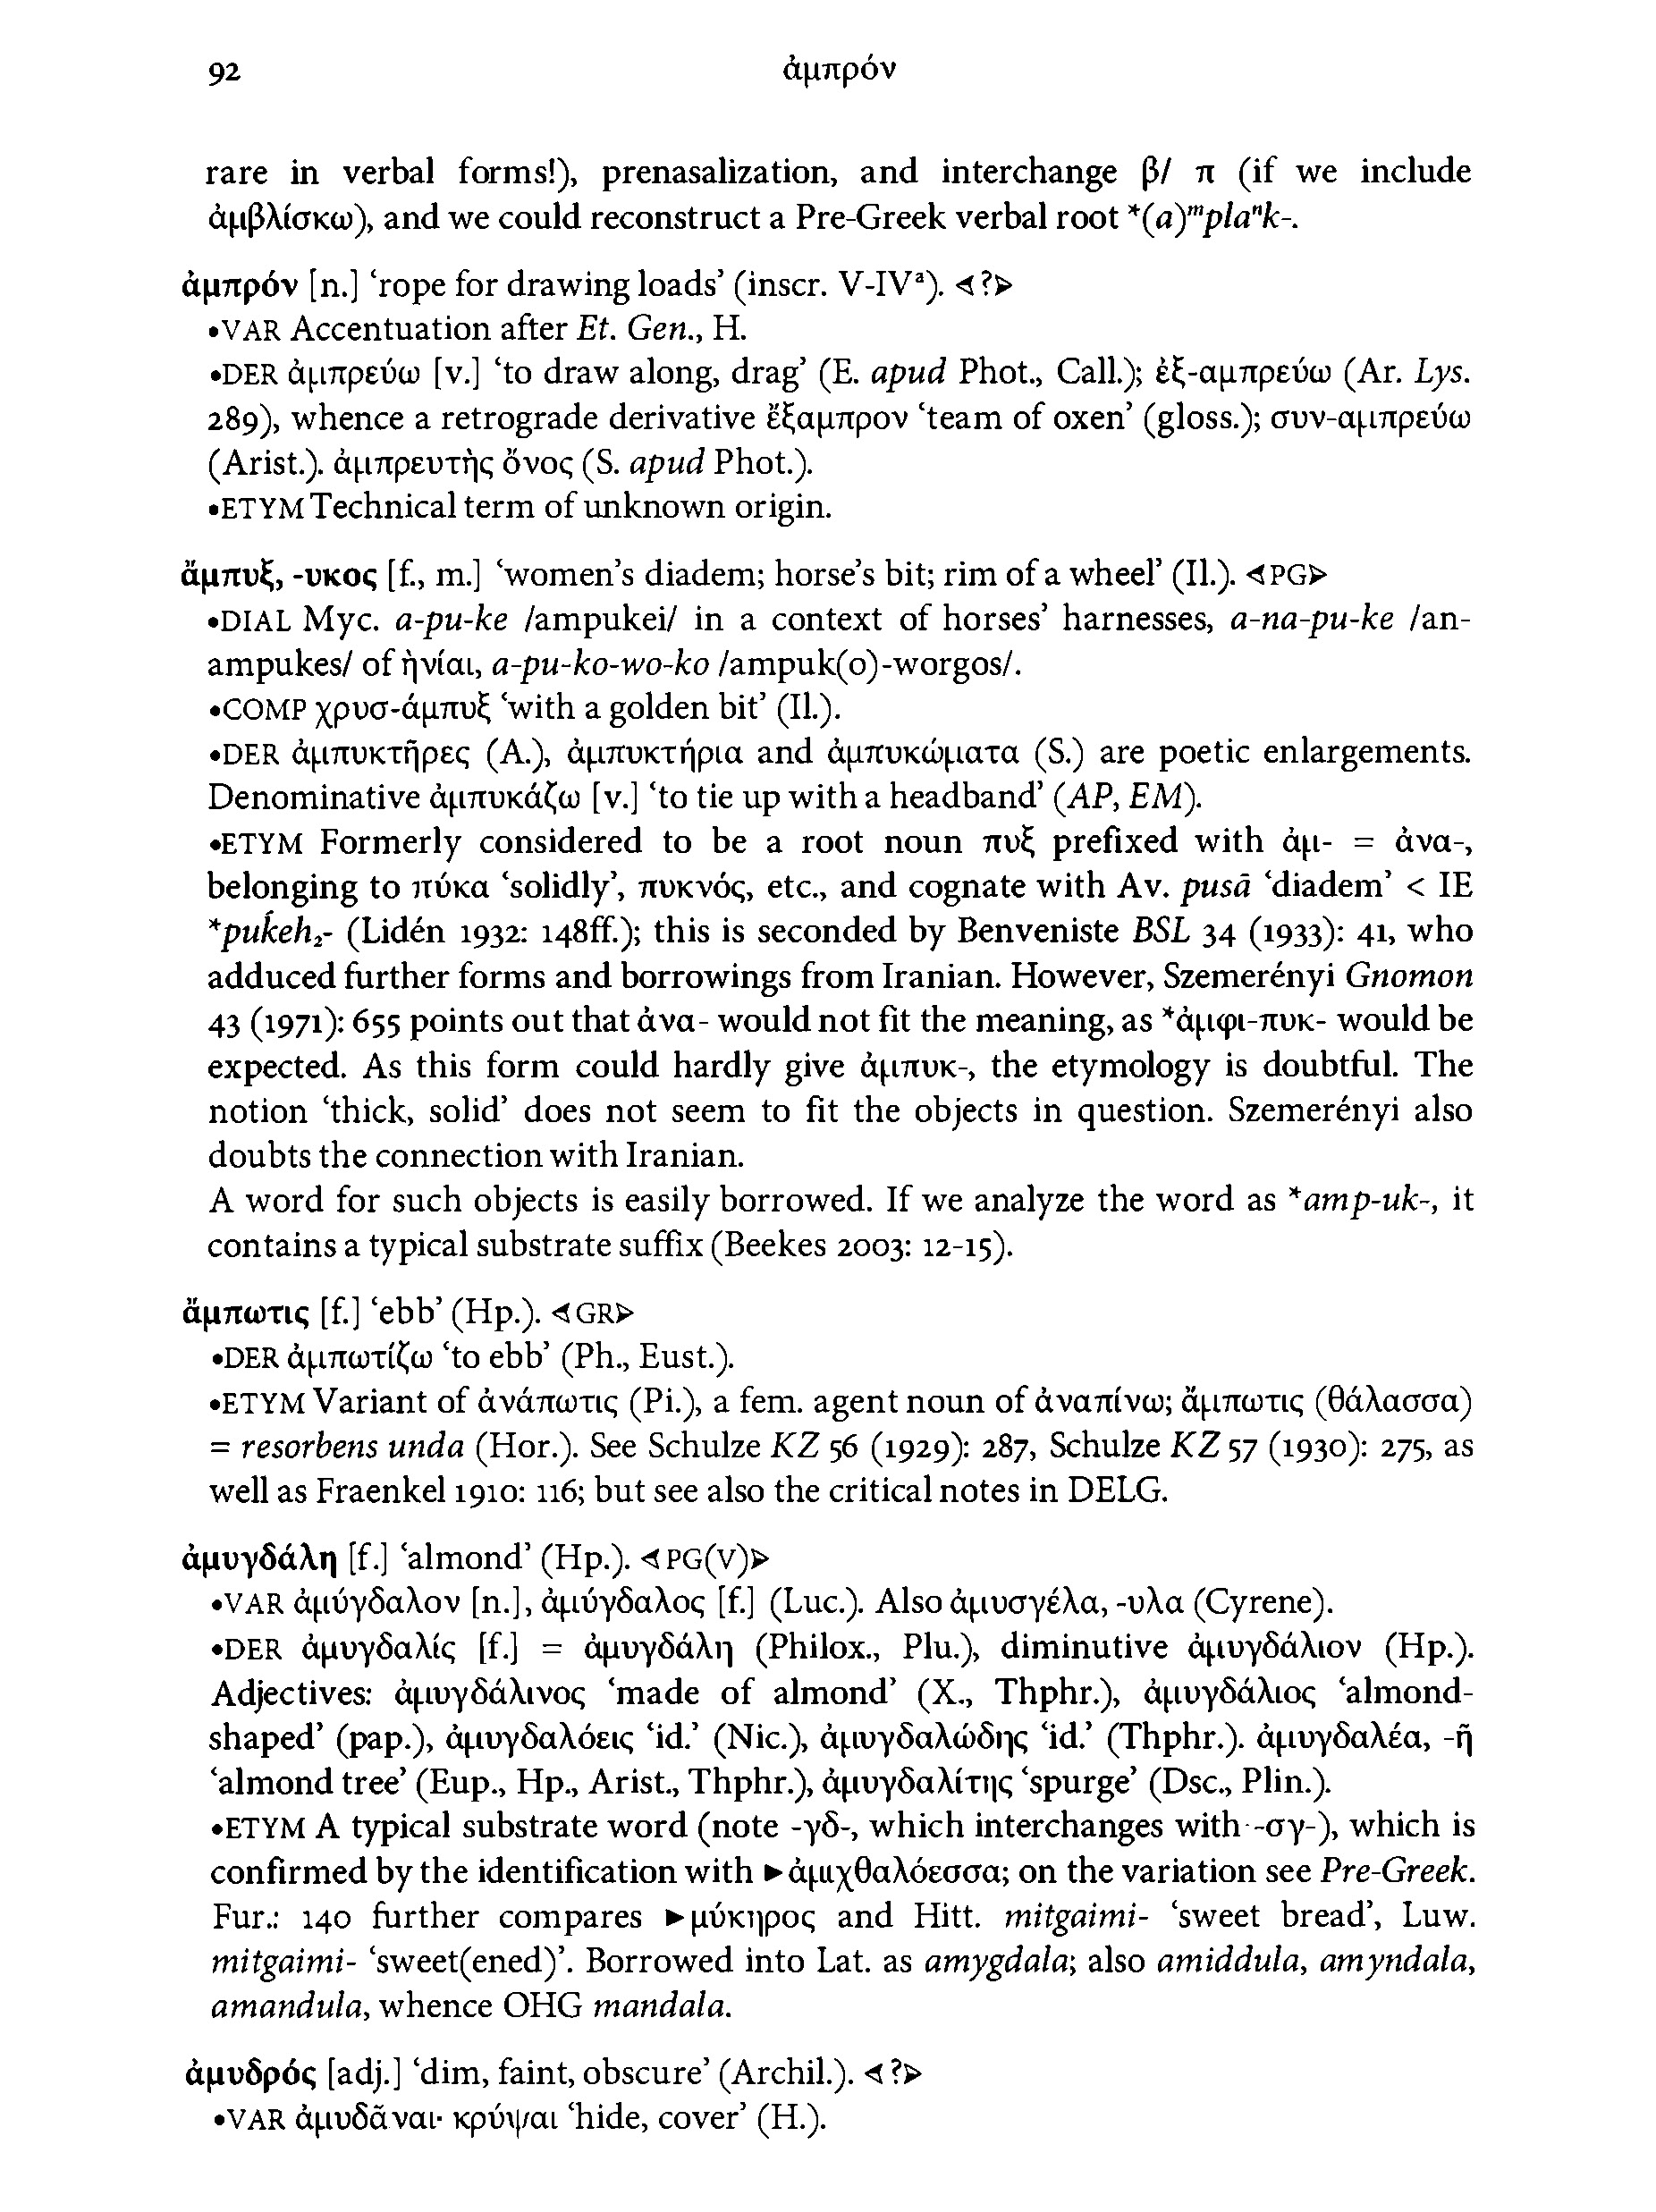 92 ἀμπρόν
rare in verbal forms!), prenasalization, and interchange β/ π (if we include
ἀμβλίσκω), and we could reconstruct a Pre-Greek verbal root *(a)ᵐplaⁿk-.
ἀμπρόν [n.] ‘rope for drawing loads’ (inscr. V-IVᵃ). ⊲?⊳
•VAR Accentuation after Et. Gen., H.
•DER ἀμπρεύω [v.] ‘to draw along, drag’ (E. apud Phot., Call.); ἐξ-αμπρεύω (Ar. Lys.
289), whence a retrograde derivative ἔξαμπρον ‘team of oxen’ (gloss.); συν-αμπρεύω
(Arist.). ἀμπρευτὴς ὄνος (S. apud Phot.).
•ETYM Technical term of unknown origin.
ἄμπυξ, -υκος [f., m.] ‘women’s diadem; horse’s bit; rim of a wheel’ (Il.). ⊲PG⊳
•DIAL Myc. a-pu-ke /ampukei/ in a context of horses’ harnesses, a-na-pu-ke /an-
ampukes/ of ἡνίαι, a-pu-ko-wo-ko /ampuk(o)-worgos/.
•COMP χρυσ-άμπυξ ‘with a golden bit’ (Il.).
•DER ἀμπυκτῆρες (A.), ἀμπυκτήρια and ἀμπυκώματα (S.) are poetic enlargements.
Denominative ἀμπυκάζω [v.] ‘to tie up with a headband’ (AP, EM).
•ETYM Formerly considered to be a root noun πυξ prefixed with ἀμ- = ἀνα-,
belonging to πύκα ‘solidly’, πυκνός, etc., and cognate with Av. pusā ‘diadem’ < IE
*puḱeh₂- (Lidén 1932: 148ff.); this is seconded by Benveniste BSL 34 (1933): 41, who
adduced further forms and borrowings from Iranian. However, Szemerényi Gnomon
43 (1971): 655 points out that ἀνα- would not fit the meaning, as *ἀμφι-πυκ- would be
expected. As this form could hardly give ἀμπυκ-, the etymology is doubtful. The
notion ‘thick, solid’ does not seem to fit the objects in question. Szemerényi also
doubts the connection with Iranian.
A word for such objects is easily borrowed. If we analyze the word as *amp-uk-, it
contains a typical substrate suffix (Beekes 2003: 12-15).
ἄμπωτις [f.] ‘ebb’ (Hp.). ⊲GR⊳
•DER ἀμπωτίζω ‘to ebb’ (Ph., Eust.).
•ETYM Variant of ἀνάπωτις (Pi.), a fem. agent noun of ἀναπίνω; ἄμπωτις (θάλασσα)
= resorbens unda (Hor.). See Schulze KZ 56 (1929): 287, Schulze KZ 57 (1930): 275, as
well as Fraenkel 1910: 116; but see also the critical notes in DELG.
ἀμυγδάλη [f.] ‘almond’ (Hp.). ⊲PG(V)⊳
•VAR ἀμύγδαλον [n.], ἀμύγδαλος [f.] (Luc.). Also ἀμυσγέλα, -υλα (Cyrene).
•DER ἀμυγδαλίς [f.] = ἀμυγδάλη (Philox., Plu.), diminutive ἀμυγδάλιον (Hp.).
Adjectives: ἀμυγδάλινος ‘made of almond’ (X., Thphr.), ἀμυγδάλιος ‘almond-
shaped’ (pap.), ἀμυγδαλόεις ‘id.’ (Nic.), ἀμυγδαλώδης ‘id.’ (Thphr.). ἀμυγδαλέα, -ῆ
‘almond tree’ (Eup., Hp., Arist., Thphr.), ἀμυγδαλίτης ‘spurge’ (Dsc., Plin.).
•ETYM A typical substrate word (note -γδ-, which interchanges with -σγ-), which is
confirmed by the identification with ►ἀμιχθαλόεσσα; on the variation see Pre-Greek.
Fur.: 140 further compares ►μύκηρος and Hitt. mitgaimi- ‘sweet bread’, Luw.
mitgaimi- ‘sweet(ened)’. Borrowed into Lat. as amygdala; also amiddula, amyndala,
amandula, whence OHG mandala.
ἀμυδρός [adj.] ‘dim, faint, obscure’ (Archil.). ⊲?⊳
•VAR ἀμυδᾶναι· κρύψαι ‘hide, cover’ (H.).